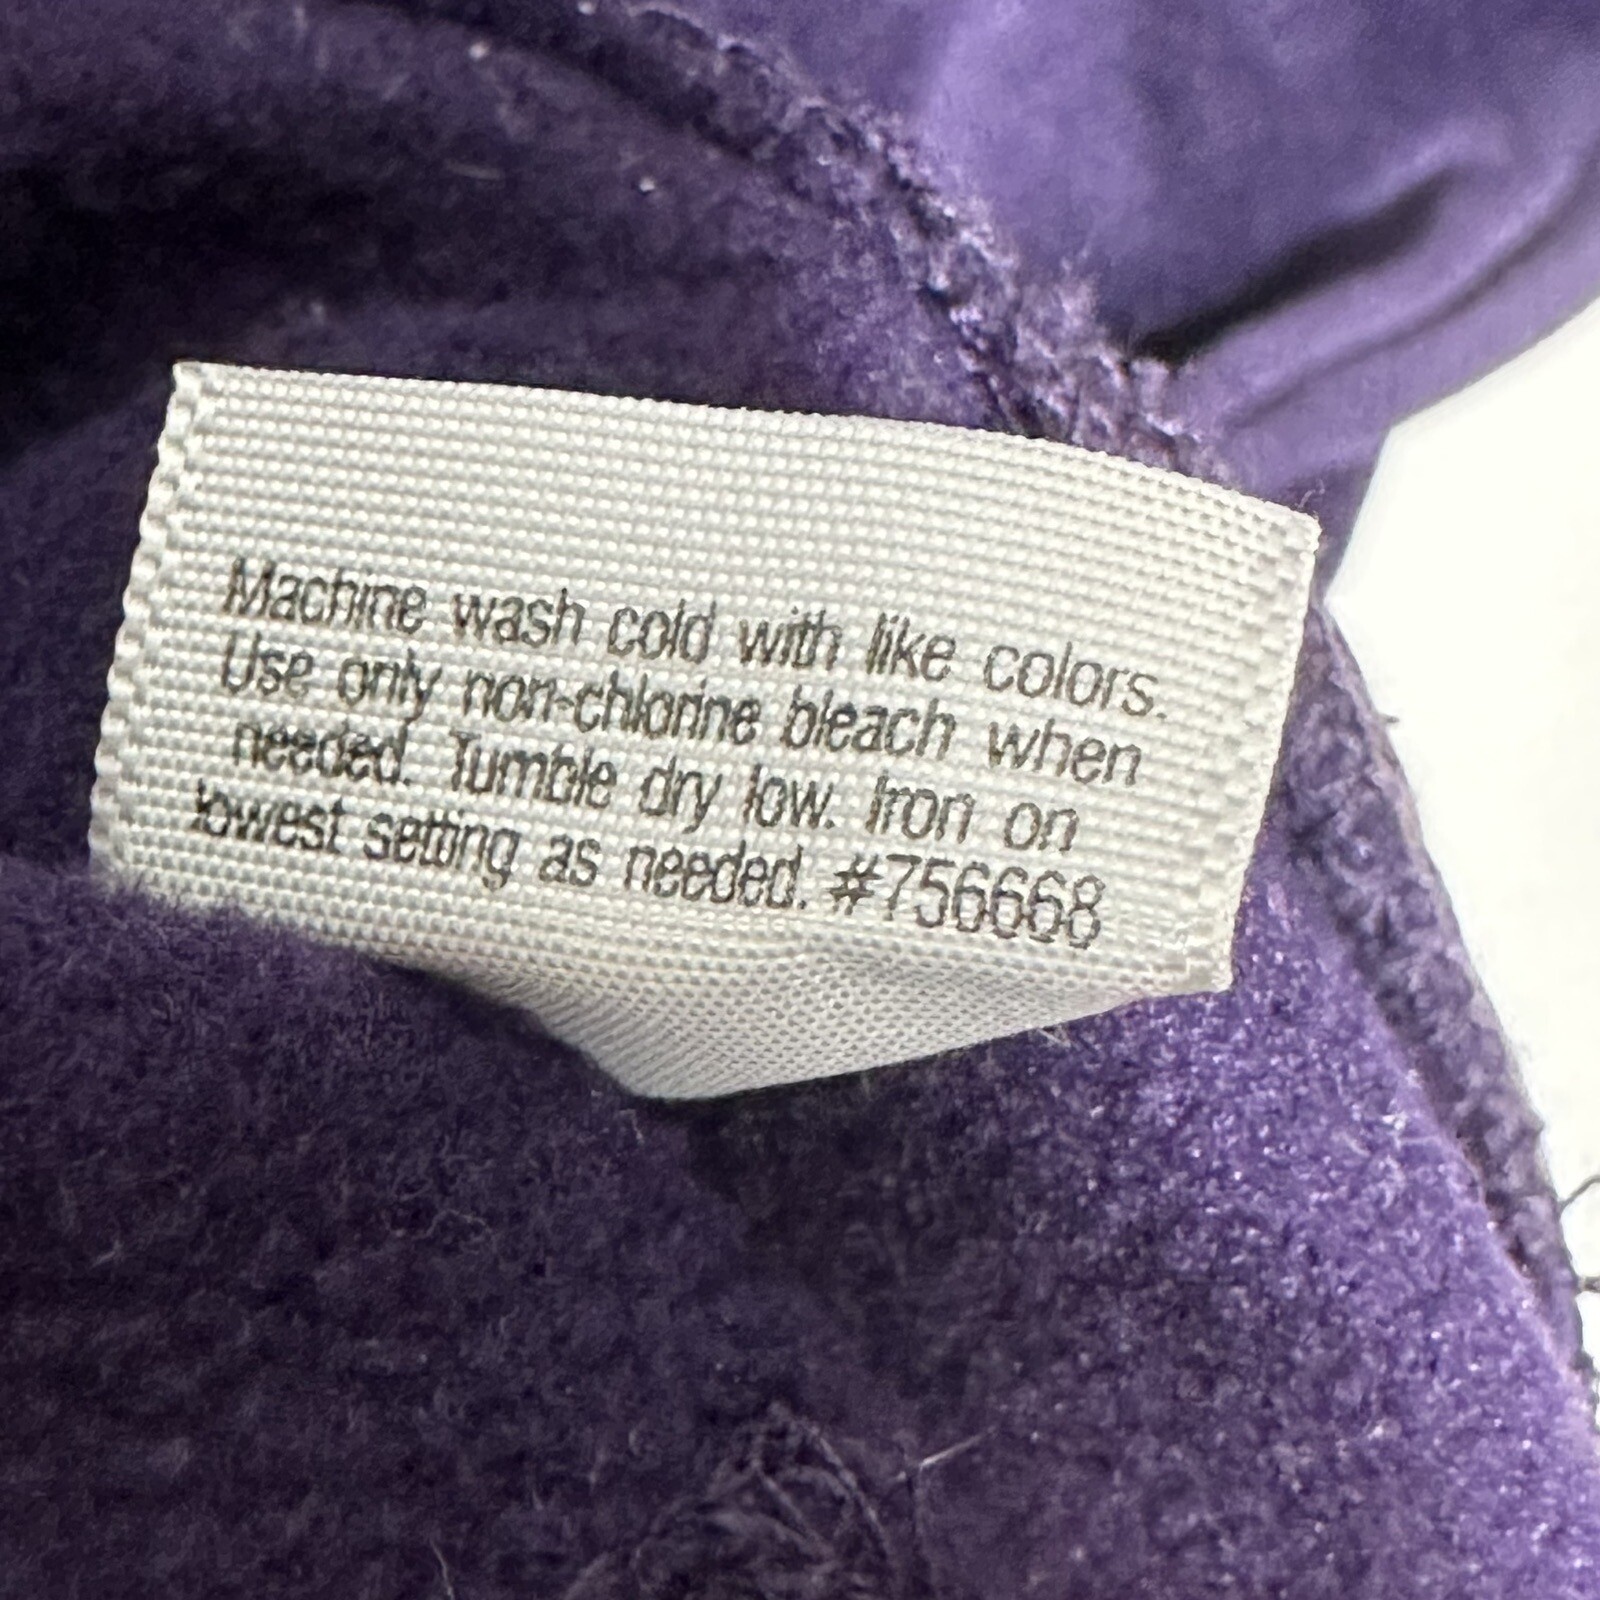 Machine wash cold with like colors.
Use only non-chlorine bleach when
needed. Tumble dry low. Iron on
lowest setting as needed. #756668